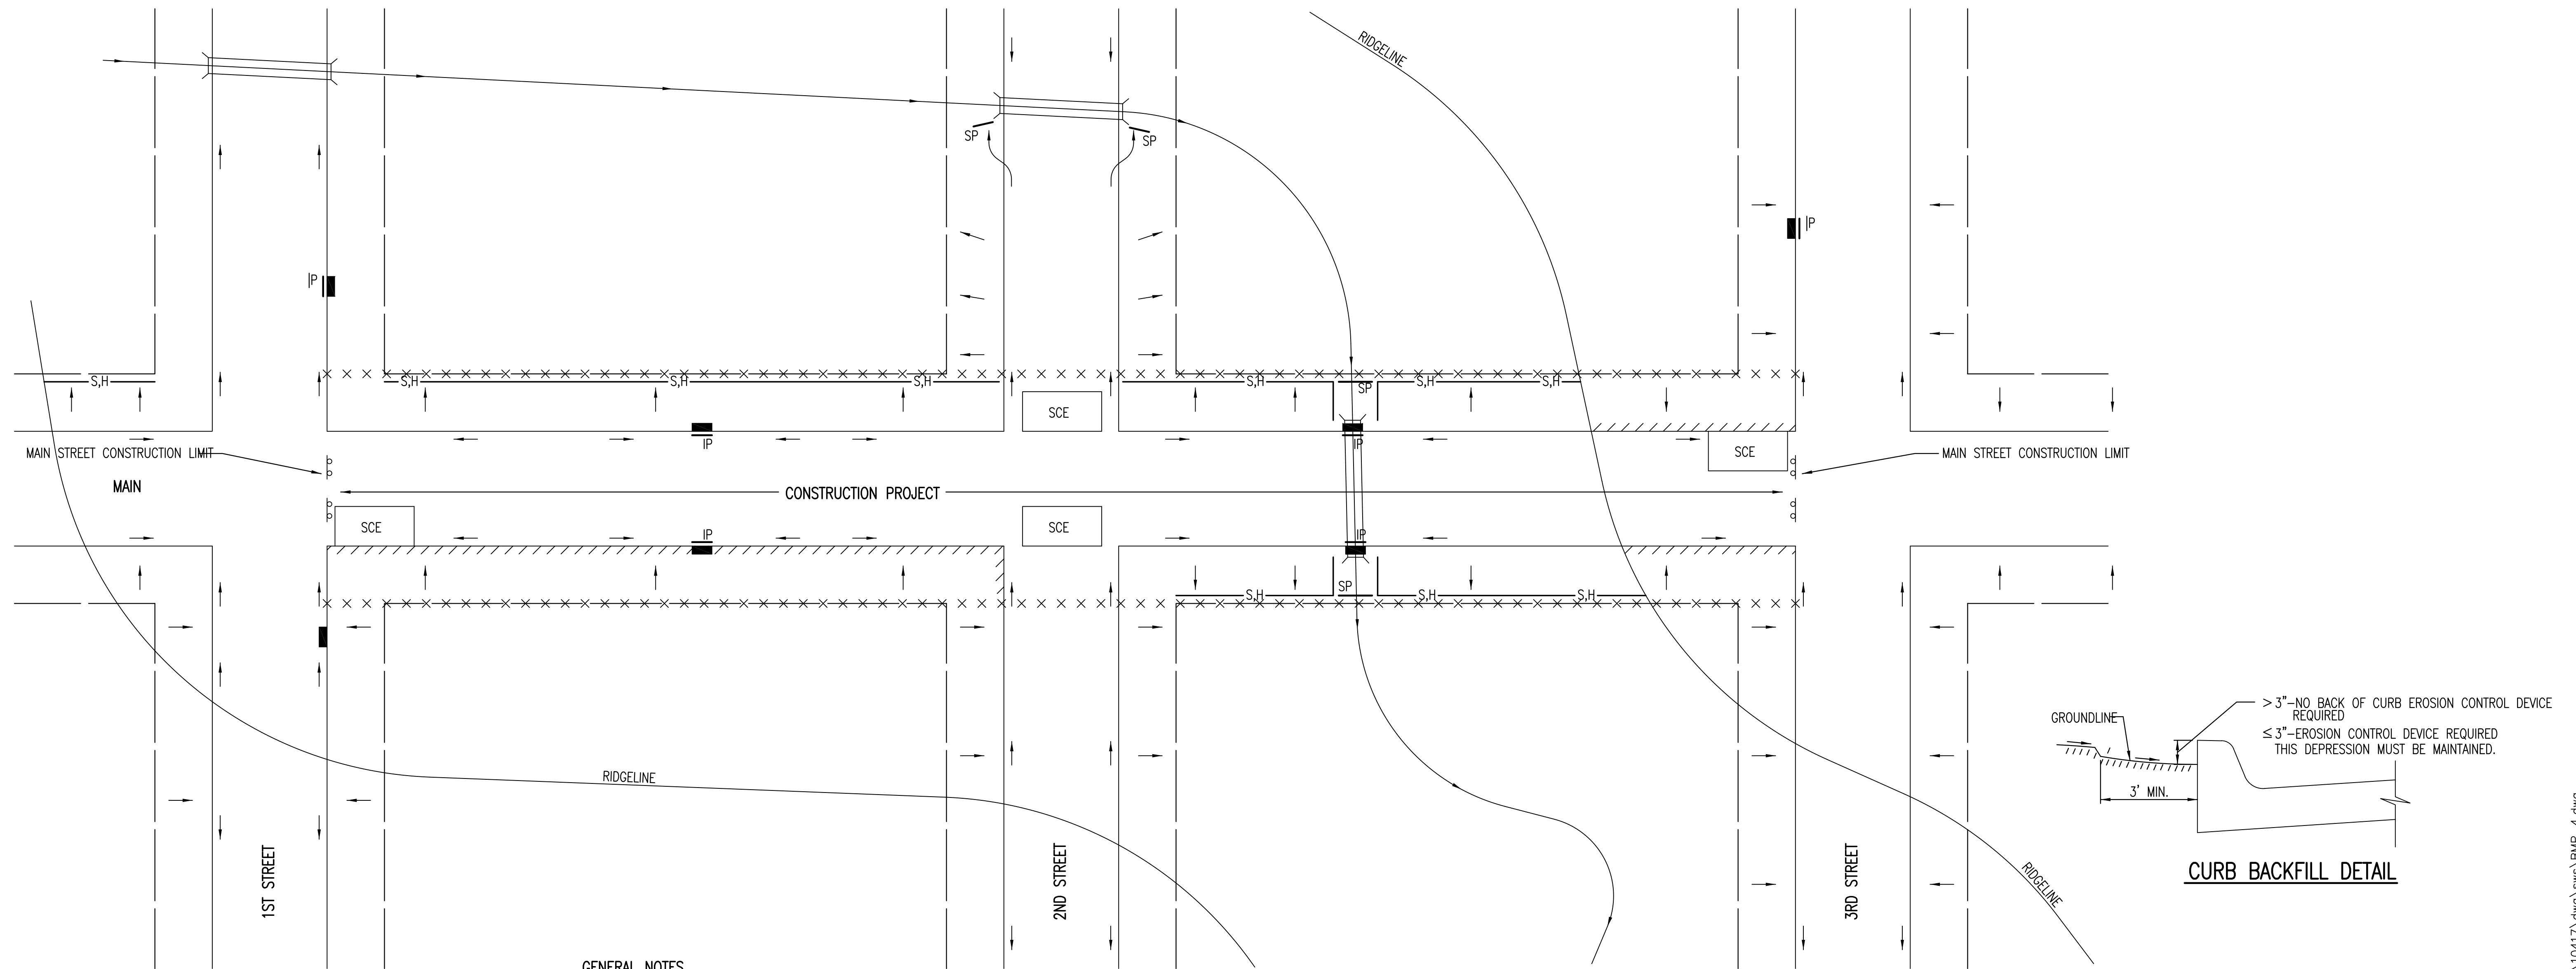 RIDGELINE
SP
SP
IP
IP
S,H
S,H
S,H
S,H
S,H
SP
S,H
S,H
SCE
MAIN STREET CONSTRUCTION LIMIT
IP
IP
SCE
MAIN STREET CONSTRUCTION LIMIT
MAIN
CONSTRUCTION PROJECT
SCE
IP
SCE
IP
SP
S,H
S,H
S,H
RIDGELINE
1ST STREET
2ND STREET
3RD STREET
RIDGELINE
GROUNDLINE
> 3"-NO BACK OF CURB EROSION CONTROL DEVICE
REQUIRED
≤ 3"-EROSION CONTROL DEVICE REQUIRED
THIS DEPRESSION MUST BE MAINTAINED.
3' MIN.
CURB BACKFILL DETAIL
GENERAL NOTES